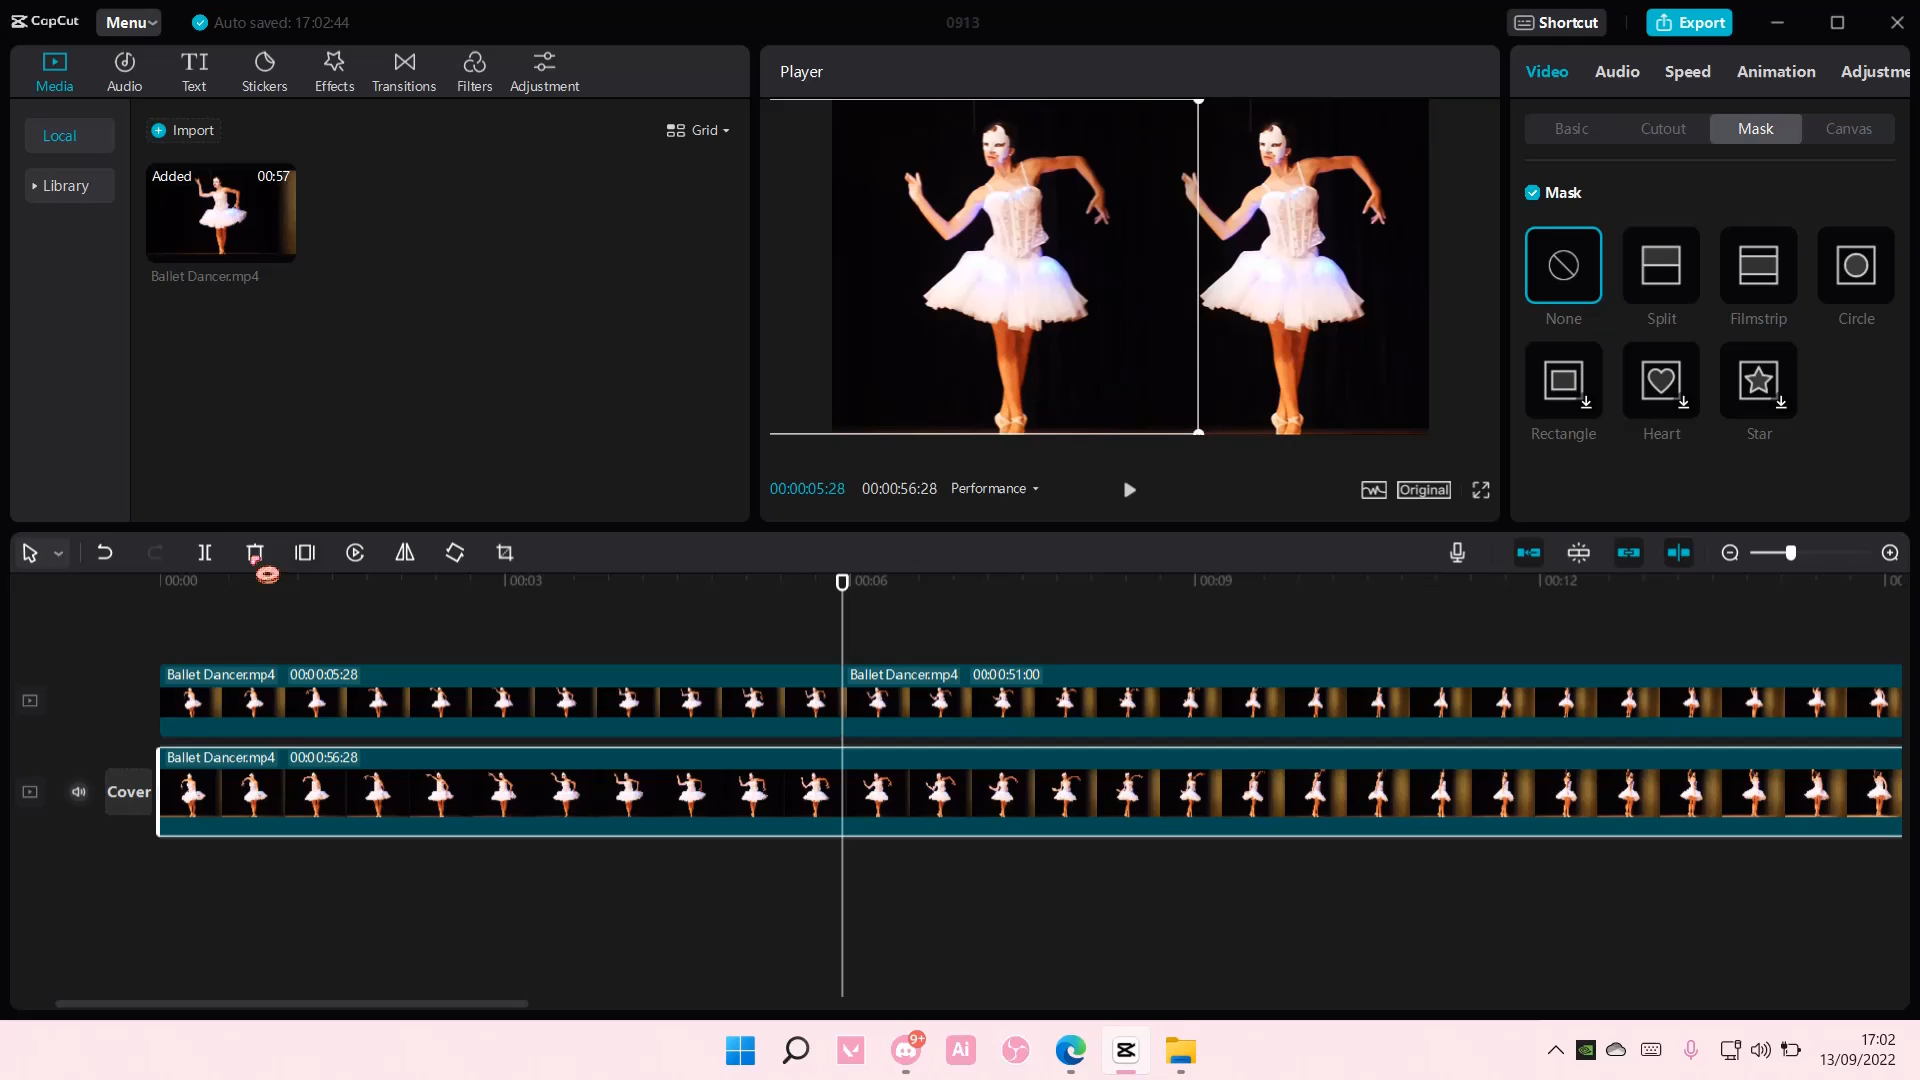 CapCut
Menu
Auto saved: 17:02:44
0913
Shortcut
Export
Media
Audio
Text
Stickers
Effects
Transitions
Filters
Adjustment
Local
Library
Import
Grid
Added
00:57
Ballet Dancer.mp4
Player
00:00:05:28
00:00:56:28
Performance
Original
Video
Audio
Speed
Animation
Adjustme
Basic
Cutout
Mask
Canvas
Mask
None
Split
Filmstrip
Circle
Rectangle
Heart
Star
00:00
00:03
00:06
00:09
00:12
Ballet Dancer.mp4 00:00:05:28
Ballet Dancer.mp4 00:00:51:00
Ballet Dancer.mp4 00:00:56:28
Cover
9+
Ai
17:02
13/09/2022